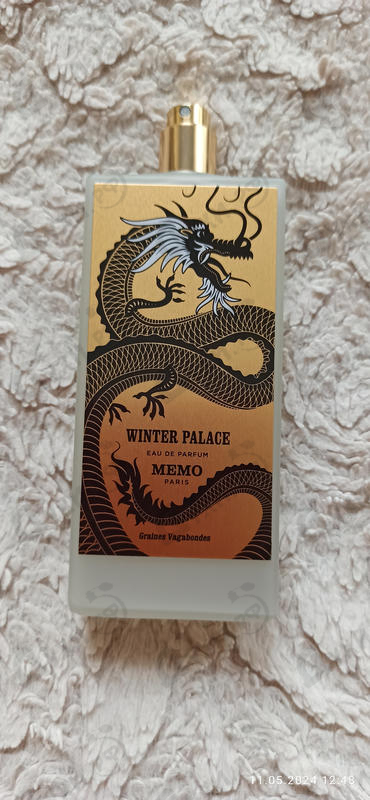 WINTER PALACE
EAU DE PARFUM
MEMO
PARIS
Graines Vagabondes
11.05.2024 12:48